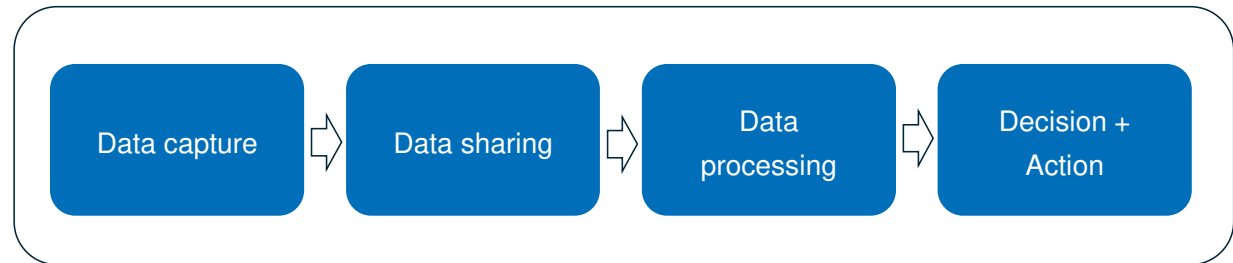 Data capture
Data sharing
Data
processing
Decision +
Action